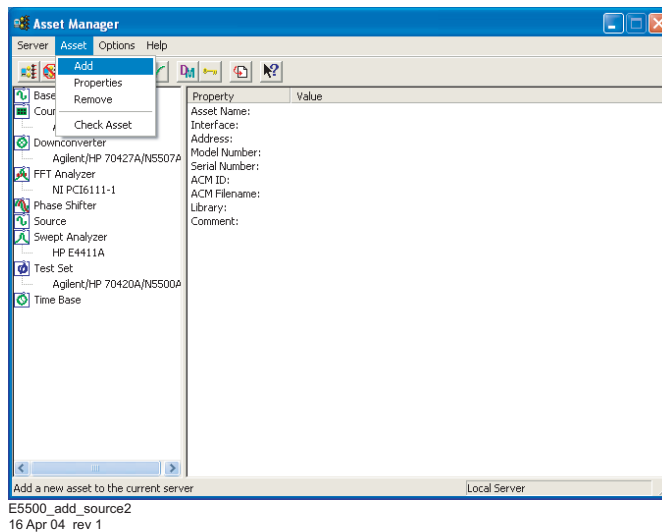 Asset Manager
Server Asset Options Help
Add
Properties
Remove
Check Asset
Base
Cour
Downconverter
Agilent/HP 70427A/N5507A
FFT Analyzer
NI PCI6111-1
Phase Shifter
Source
Swept Analyzer
HP E4411A
Test Set
Agilent/HP 70420A/N5500A
Time Base
Property Value
Asset Name:
Interface:
Address:
Model Number:
Serial Number:
ACM ID:
ACM Filename:
Library:
Comment:
Add a new asset to the current server Local Server
E5500_add_source2
16 Apr 04 rev 1